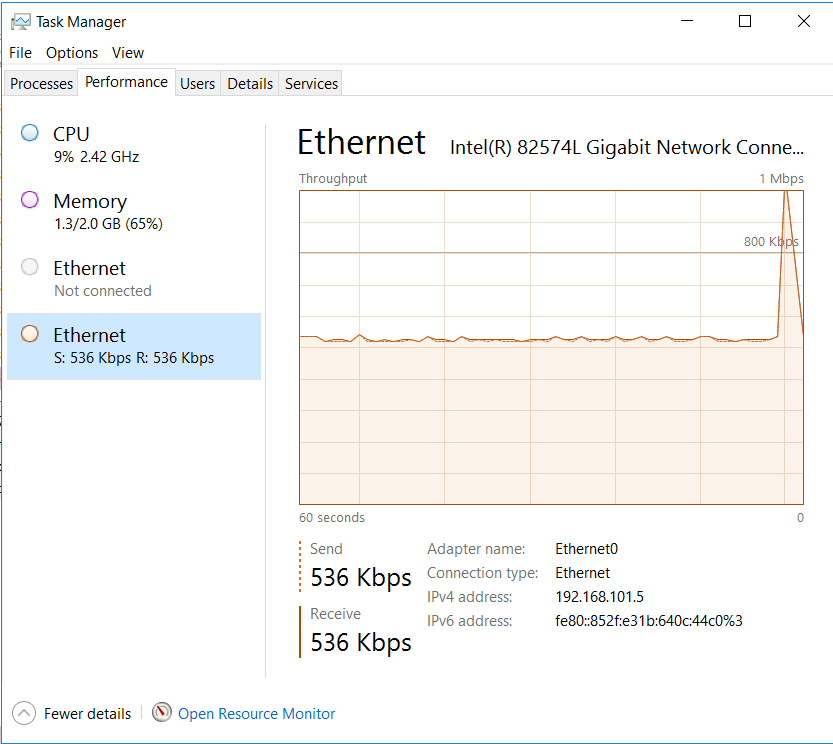 Task Manager
File Options View
Processes Performance Users Details Services
CPU
9% 2.42 GHz
Memory
1.3/2.0 GB (65%)
Ethernet
Not connected
Ethernet
S: 536 Kbps R: 536 Kbps
Ethernet Intel(R) 82574L Gigabit Network Conne...
Throughput 1 Mbps
800 Kbps
60 seconds 0
Send
536 Kbps
Receive
536 Kbps
Adapter name: Ethernet0
Connection type: Ethernet
IPv4 address: 192.168.101.5
IPv6 address: fe80::852f:e31b:640c:44c0%3
Fewer details Open Resource Monitor